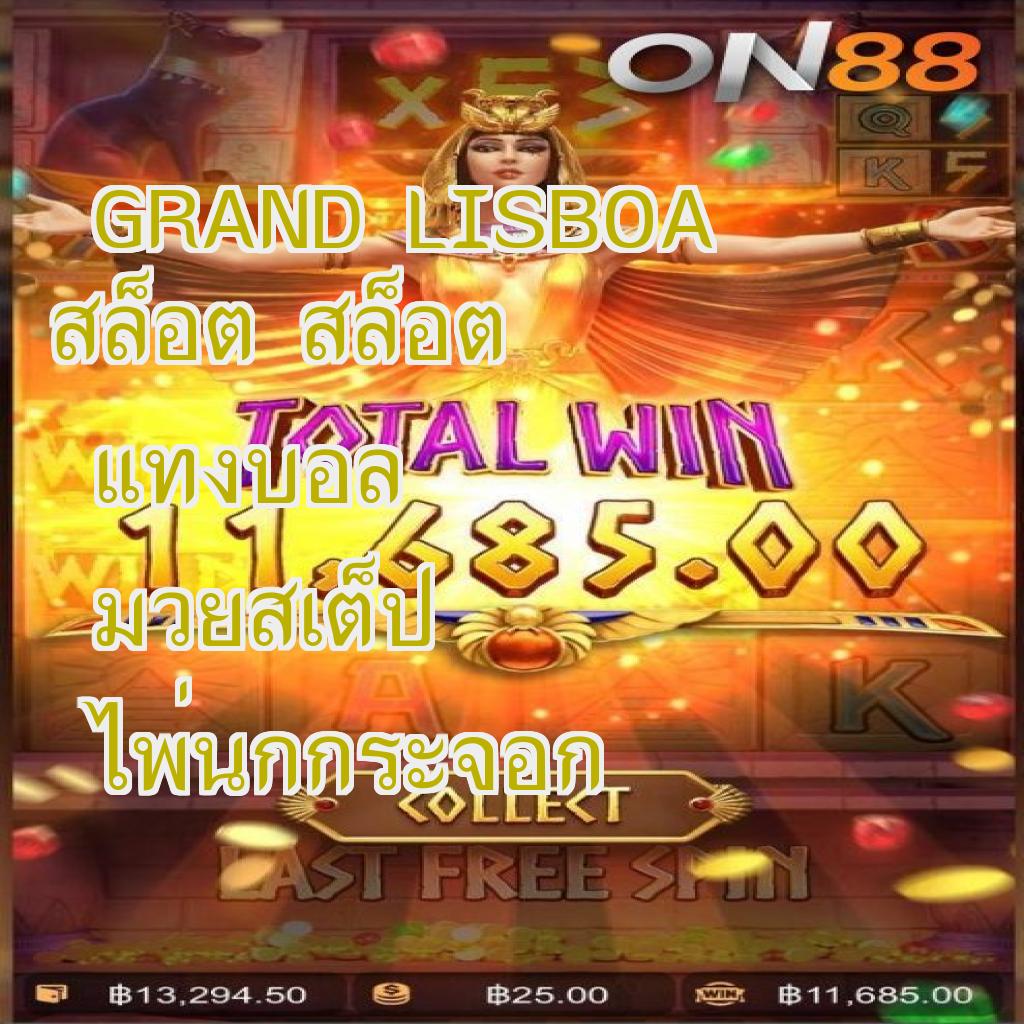 ON88
x53
Q
K
GRAND LISBOA
สล็อต สล็อต
TOTAL WIN
แทงบอล
11,685.00
WIN
มวยสเต็ป
A K
ไพ่นกกระจอก
COLLECT
LAST FREE SPIN
฿13,294.50 ฿25.00 WIN ฿11,685.00